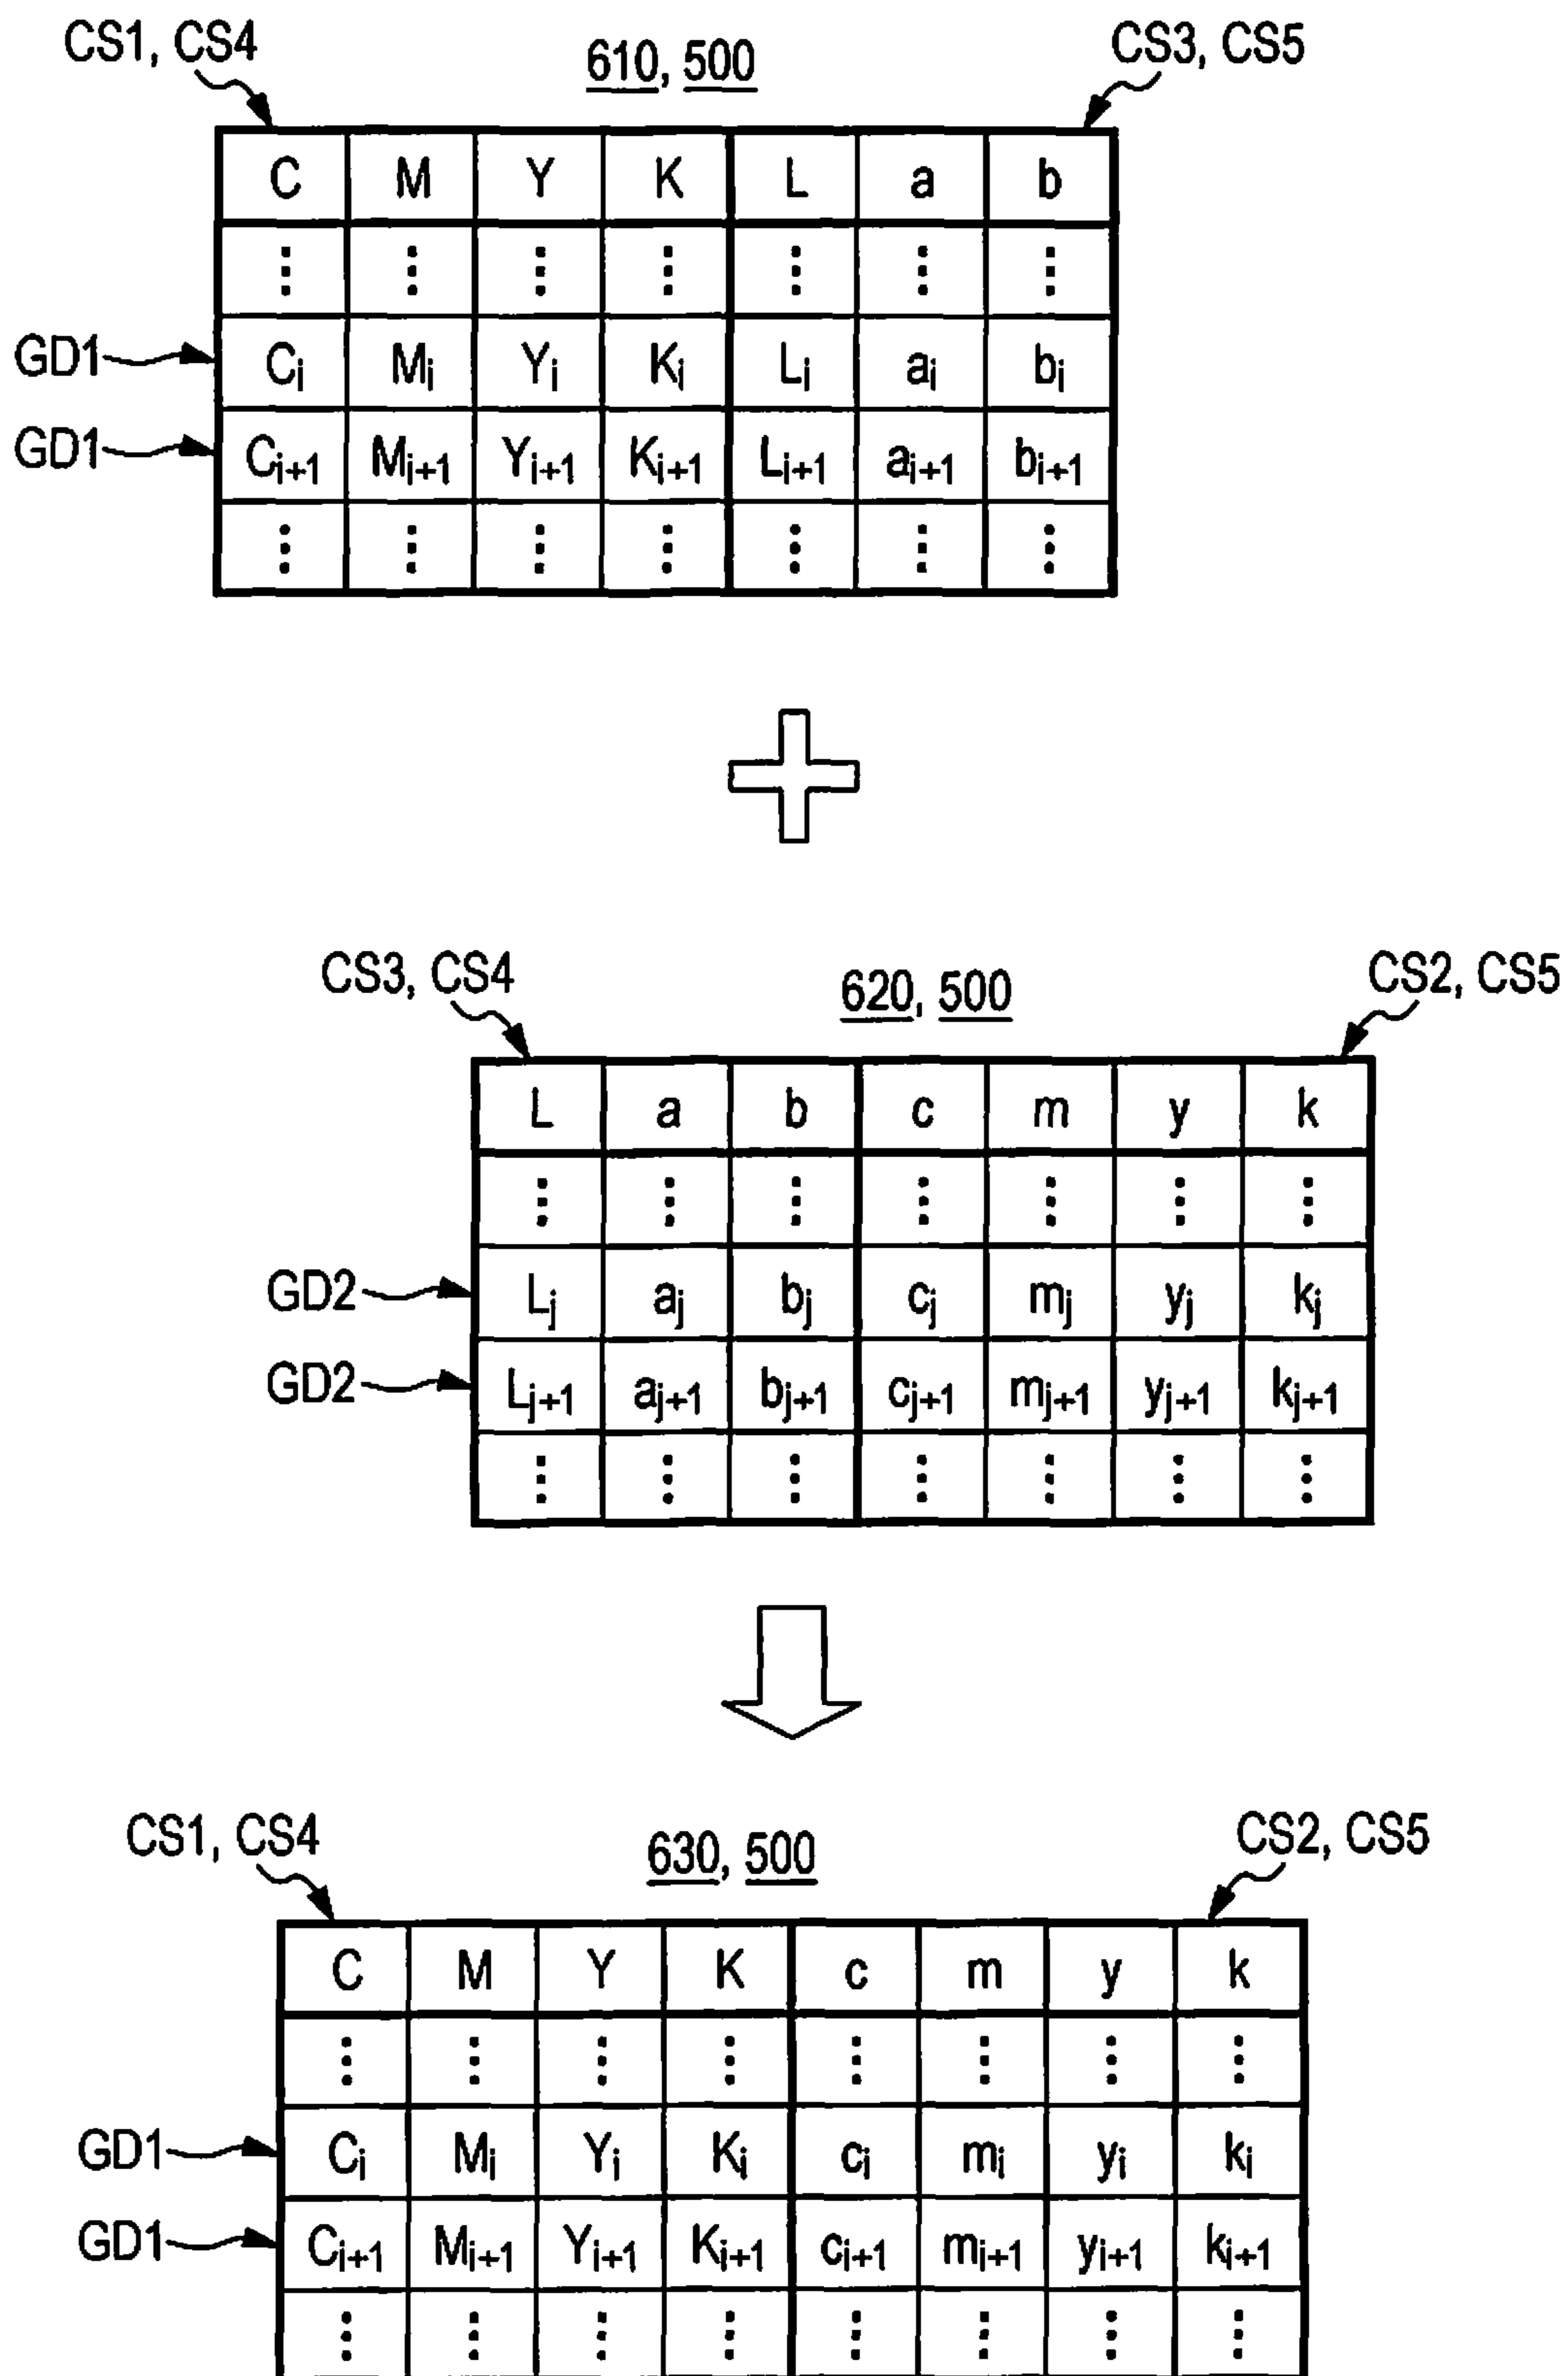 CS1, CS4 610, 500 CS3, CS5
C M Y K L a b
⋮ ⋮ ⋮ ⋮ ⋮ ⋮ ⋮
GD1 Cᵢ Mᵢ Yᵢ Kᵢ Lᵢ aᵢ bᵢ
GD1 Cᵢ₊₁ Mᵢ₊₁ Yᵢ₊₁ Kᵢ₊₁ Lᵢ₊₁ aᵢ₊₁ bᵢ₊₁
⋮ ⋮ ⋮ ⋮ ⋮ ⋮ ⋮
CS3, CS4 620, 500 CS2, CS5
L a b c m y k
⋮ ⋮ ⋮ ⋮ ⋮ ⋮ ⋮
GD2 Lⱼ aⱼ bⱼ cⱼ mⱼ yⱼ kⱼ
GD2 Lⱼ₊₁ aⱼ₊₁ bⱼ₊₁ cⱼ₊₁ mⱼ₊₁ yⱼ₊₁ kⱼ₊₁
⋮ ⋮ ⋮ ⋮ ⋮ ⋮ ⋮
CS1, CS4 630, 500 CS2, CS5
C M Y K c m y k
⋮ ⋮ ⋮ ⋮ ⋮ ⋮ ⋮ ⋮
GD1 Cᵢ Mᵢ Yᵢ Kᵢ cᵢ mᵢ yᵢ kᵢ
GD1 Cᵢ₊₁ Mᵢ₊₁ Yᵢ₊₁ Kᵢ₊₁ cᵢ₊₁ mᵢ₊₁ yᵢ₊₁ kᵢ₊₁
⋮ ⋮ ⋮ ⋮ ⋮ ⋮ ⋮ ⋮